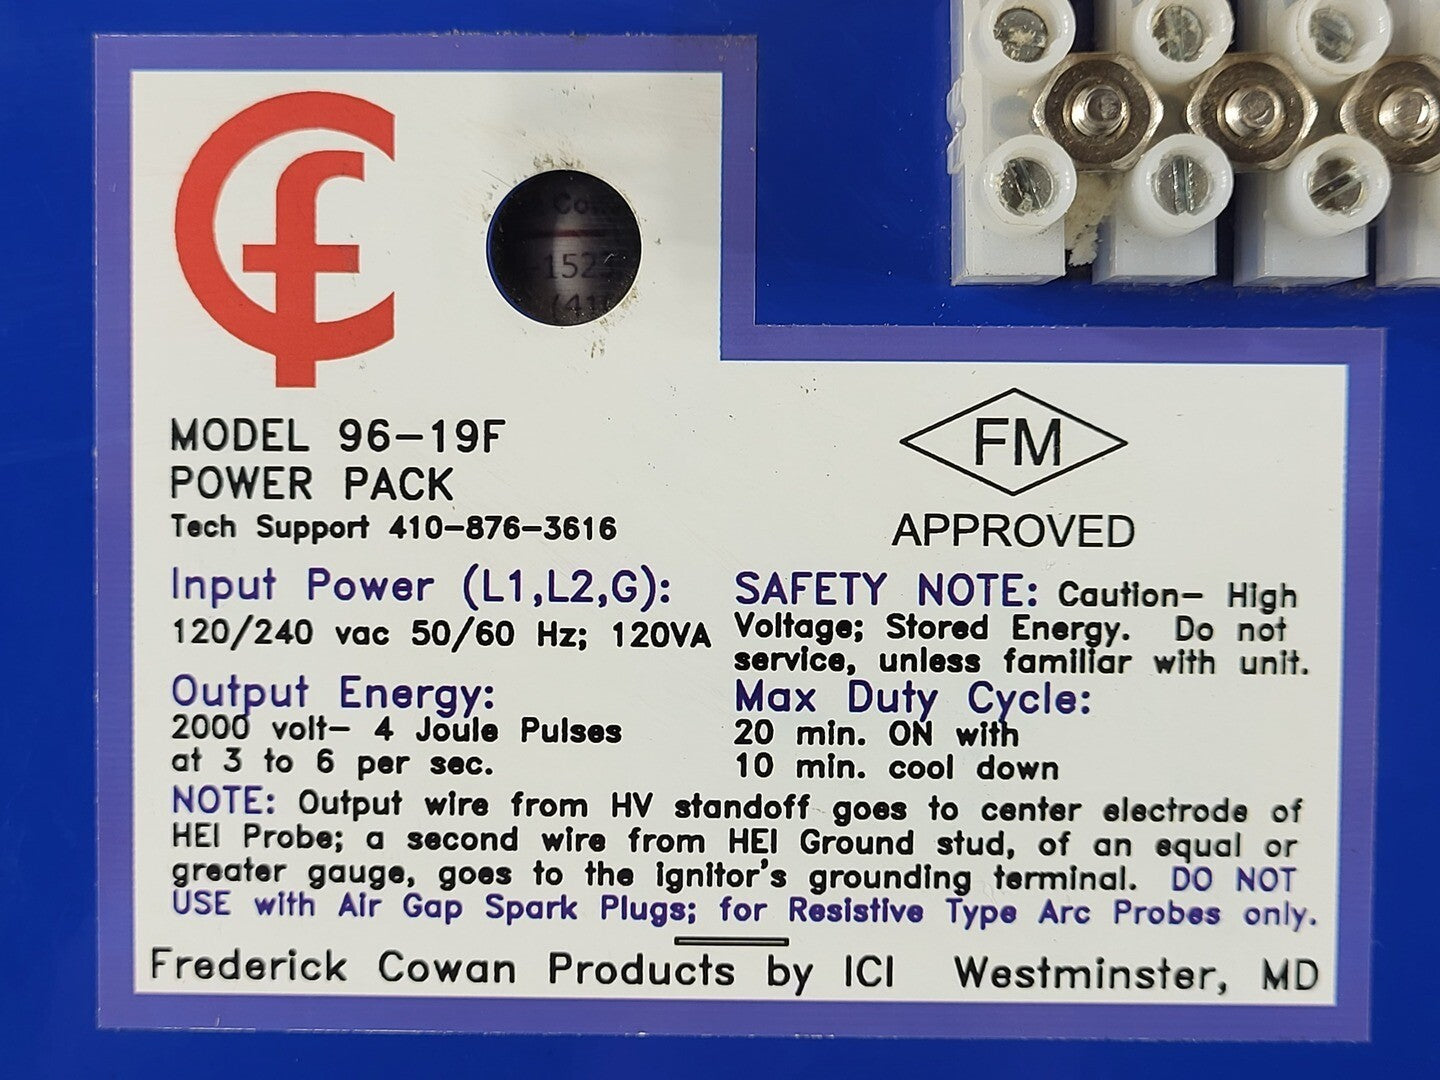 Cf
Co
-152
(41
MODEL 96-19F
POWER PACK
Tech Support 410-876-3616
FM
APPROVED
Input Power (L1,L2,G):
120/240 vac 50/60 Hz; 120VA
Output Energy:
2000 volt- 4 Joule Pulses
at 3 to 6 per sec.
SAFETY NOTE: Caution- High
Voltage; Stored Energy. Do not
service, unless familiar with unit.
Max Duty Cycle:
20 min. ON with
10 min. cool down
NOTE: Output wire from HV standoff goes to center electrode of
HEI Probe; a second wire from HEI Ground stud, of an equal or
greater gauge, goes to the ignitor's grounding terminal. DO NOT
USE with Air Gap Spark Plugs; for Resistive Type Arc Probes only.
Frederick Cowan Products by ICI Westminster, MD